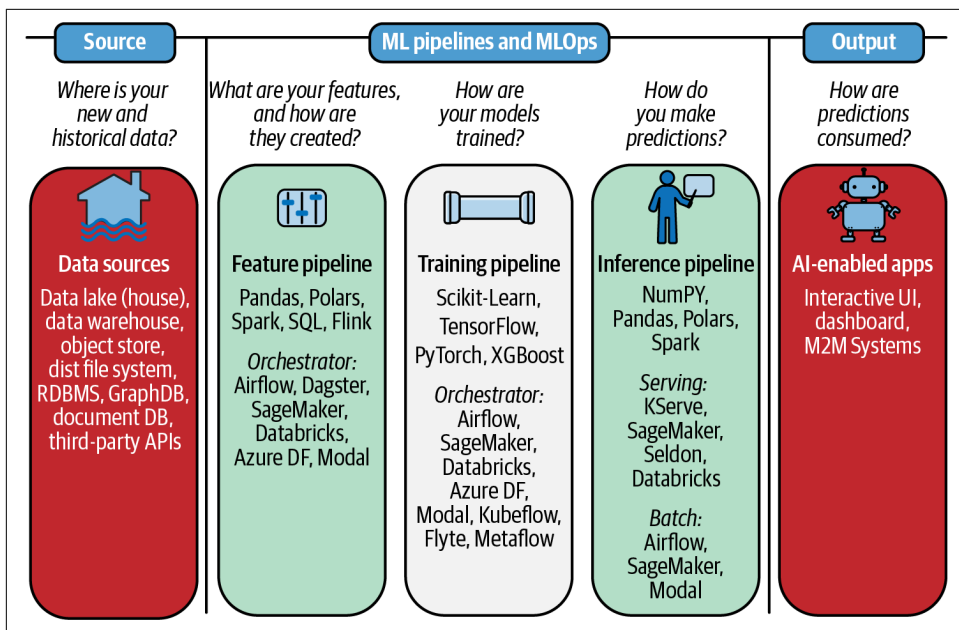 Source
ML pipelines and MLOps
Output
Where is your
new and
historical data?
What are your features,
and how are
they created?
How are
your models
trained?
How do
you make
predictions?
How are
predictions
consumed?
Data sources
Data lake (house),
data warehouse,
object store,
dist file system,
RDBMS, GraphDB,
document DB,
third-party APIs
Feature pipeline
Pandas, Polars,
Spark, SQL, Flink
Orchestrator:
Airflow, Dagster,
SageMaker,
Databricks,
Azure DF, Modal
Training pipeline
Scikit-Learn,
TensorFlow,
PyTorch, XGBoost
Orchestrator:
Airflow,
SageMaker,
Databricks,
Azure DF,
Modal, Kubeflow,
Flyte, Metaflow
Inference pipeline
NumPY,
Pandas, Polars,
Spark
Serving:
KServe,
SageMaker,
Seldon,
Databricks
Batch:
Airflow,
SageMaker,
Modal
AI-enabled apps
Interactive UI,
dashboard,
M2M Systems